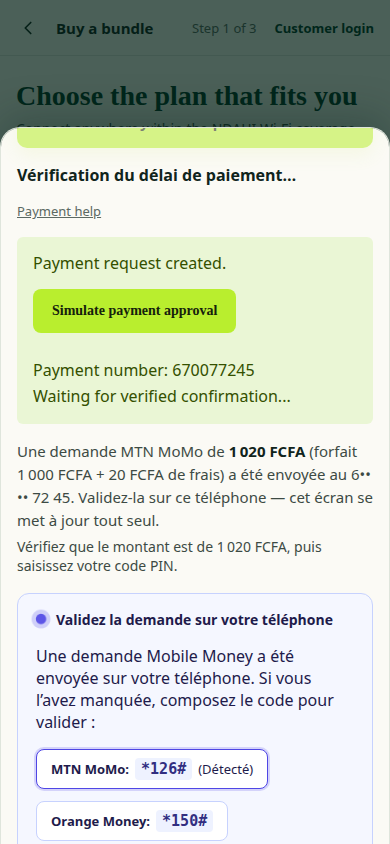 Buy a bundle
Step 1 of 3
Customer login
Choose the plan that fits you
Vérification du délai de paiement...
Payment help
Payment request created.
Simulate payment approval
Payment number: 670077245
Waiting for verified confirmation...
Une demande MTN MoMo de 1 020 FCFA (forfait
1 000 FCFA + 20 FCFA de frais) a été envoyée au 6••
•• 72 45. Validez-la sur ce téléphone — cet écran se
met à jour tout seul.
Vérifiez que le montant est de 1 020 FCFA, puis
saisissez votre code PIN.
Validez la demande sur votre téléphone
Une demande Mobile Money a été
envoyée sur votre téléphone. Si vous
l'avez manquée, composez le code pour
valider :
MTN MoMo: *126# (Détecté)
Orange Money: *150#